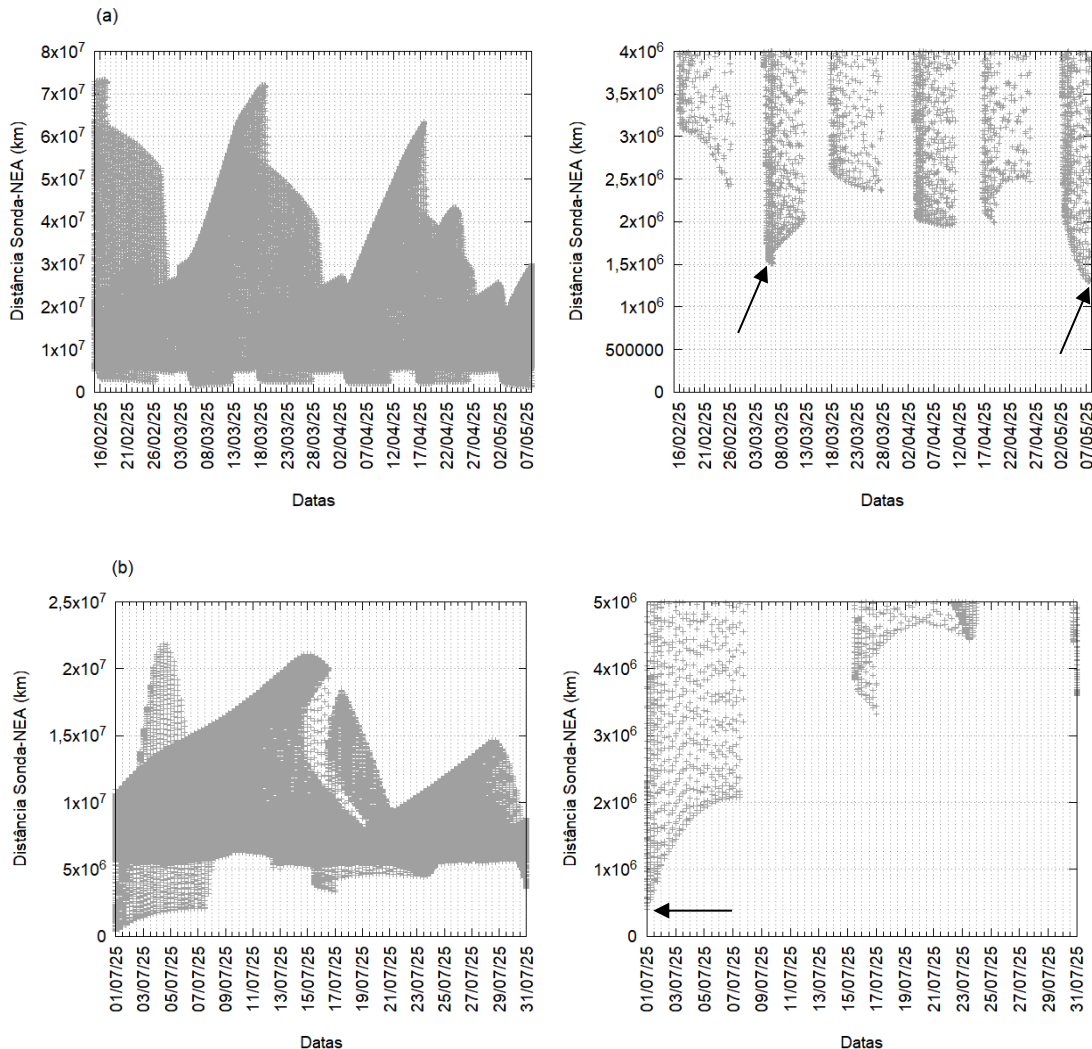 (a)
Distância Sonda-NEA (km)
8x10⁷
7x10⁷
6x10⁷
5x10⁷
4x10⁷
3x10⁷
2x10⁷
1x10⁷
0
16/02/25
21/02/25
26/02/25
03/03/25
08/03/25
13/03/25
18/03/25
23/03/25
28/03/25
02/04/25
07/04/25
12/04/25
17/04/25
22/04/25
27/04/25
02/05/25
07/05/25
Datas
Distância Sonda-NEA (km)
4x10⁶
3,5x10⁶
3x10⁶
2,5x10⁶
2x10⁶
1,5x10⁶
1x10⁶
500000
0
16/02/25
21/02/25
26/02/25
03/03/25
08/03/25
13/03/25
18/03/25
23/03/25
28/03/25
02/04/25
07/04/25
12/04/25
17/04/25
22/04/25
27/04/25
02/05/25
07/05/25
Datas
(b)
Distância Sonda-NEA (km)
2,5x10⁷
2x10⁷
1,5x10⁷
1x10⁷
5x10⁶
0
01/07/25
03/07/25
05/07/25
07/07/25
09/07/25
11/07/25
13/07/25
15/07/25
17/07/25
19/07/25
21/07/25
23/07/25
25/07/25
27/07/25
29/07/25
31/07/25
Datas
Distância Sonda-NEA (km)
5x10⁶
4x10⁶
3x10⁶
2x10⁶
1x10⁶
0
01/07/25
03/07/25
05/07/25
07/07/25
09/07/25
11/07/25
13/07/25
15/07/25
17/07/25
19/07/25
21/07/25
23/07/25
25/07/25
27/07/25
29/07/25
31/07/25
Datas